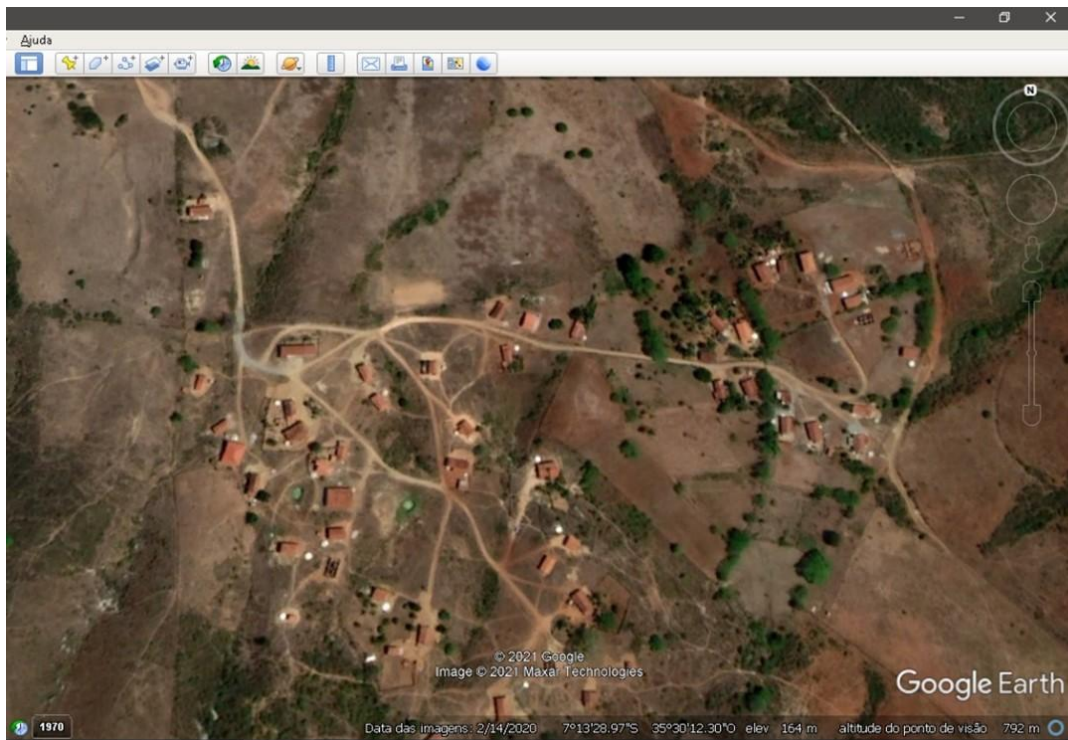 Ajuda
N
© 2021 Google
Image © 2021 Maxar Technologies
Google Earth
1970
Data das imagens: 2/14/2020 7°13'28.97"S 35°30'12.30"O elev 164 m altitude do ponto de visão 792 m